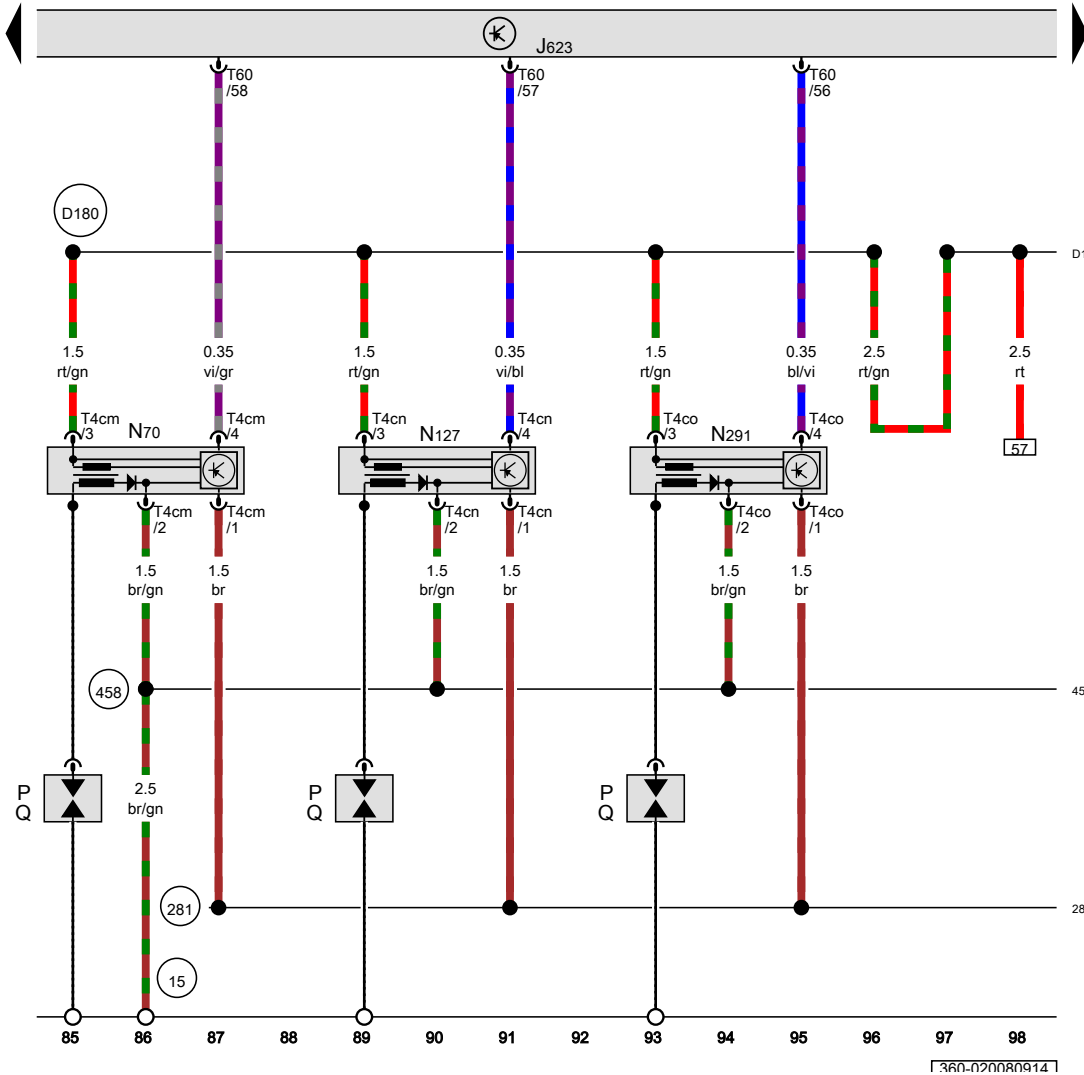 J623
T60 T60 T60
/58 /57 /56
D180
D1
1.5 0.35 1.5 0.35 1.5 0.35 2.5 2.5
rt/gn vi/gr rt/gn vi/bl rt/gn bl/vi rt/gn rt
T4cm T4cm T4cn T4cn T4co T4co
/3 N70 /4 /3 N127 /4 /3 N291 /4
57
T4cm T4cm T4cn T4cn T4co T4co
/2 /1 /2 /1 /2 /1
1.5 1.5 1.5 1.5 1.5 1.5
br/gn br br/gn br br/gn br
458 45
P P P
Q Q Q
2.5
br/gn
281 28
15
85 86 87 88 89 90 91 92 93 94 95 96 97 98
360-020080914